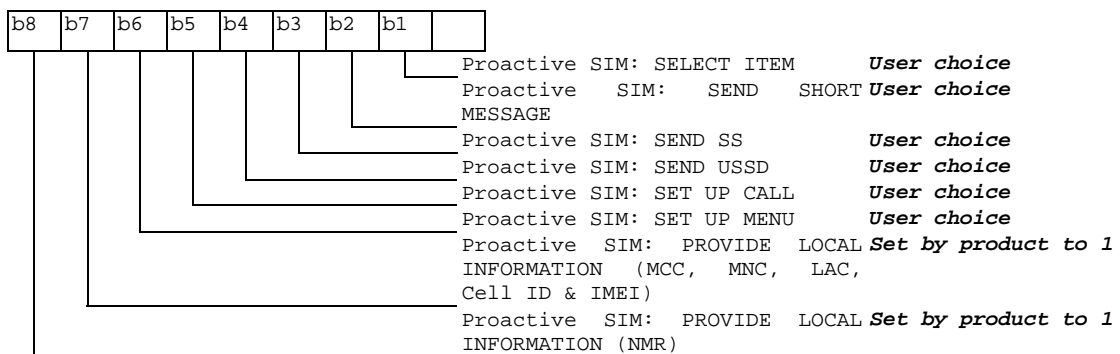 b8 b7 b6 b5 b4 b3 b2 b1
Proactive SIM: SELECT ITEM User choice
Proactive SIM: SEND SHORT User choice
MESSAGE
Proactive SIM: SEND SS User choice
Proactive SIM: SEND USSD User choice
Proactive SIM: SET UP CALL User choice
Proactive SIM: SET UP MENU User choice
Proactive SIM: PROVIDE LOCAL Set by product to 1
INFORMATION (MCC, MNC, LAC,
Cell ID & IMEI)
Proactive SIM: PROVIDE LOCAL Set by product to 1
INFORMATION (NMR)